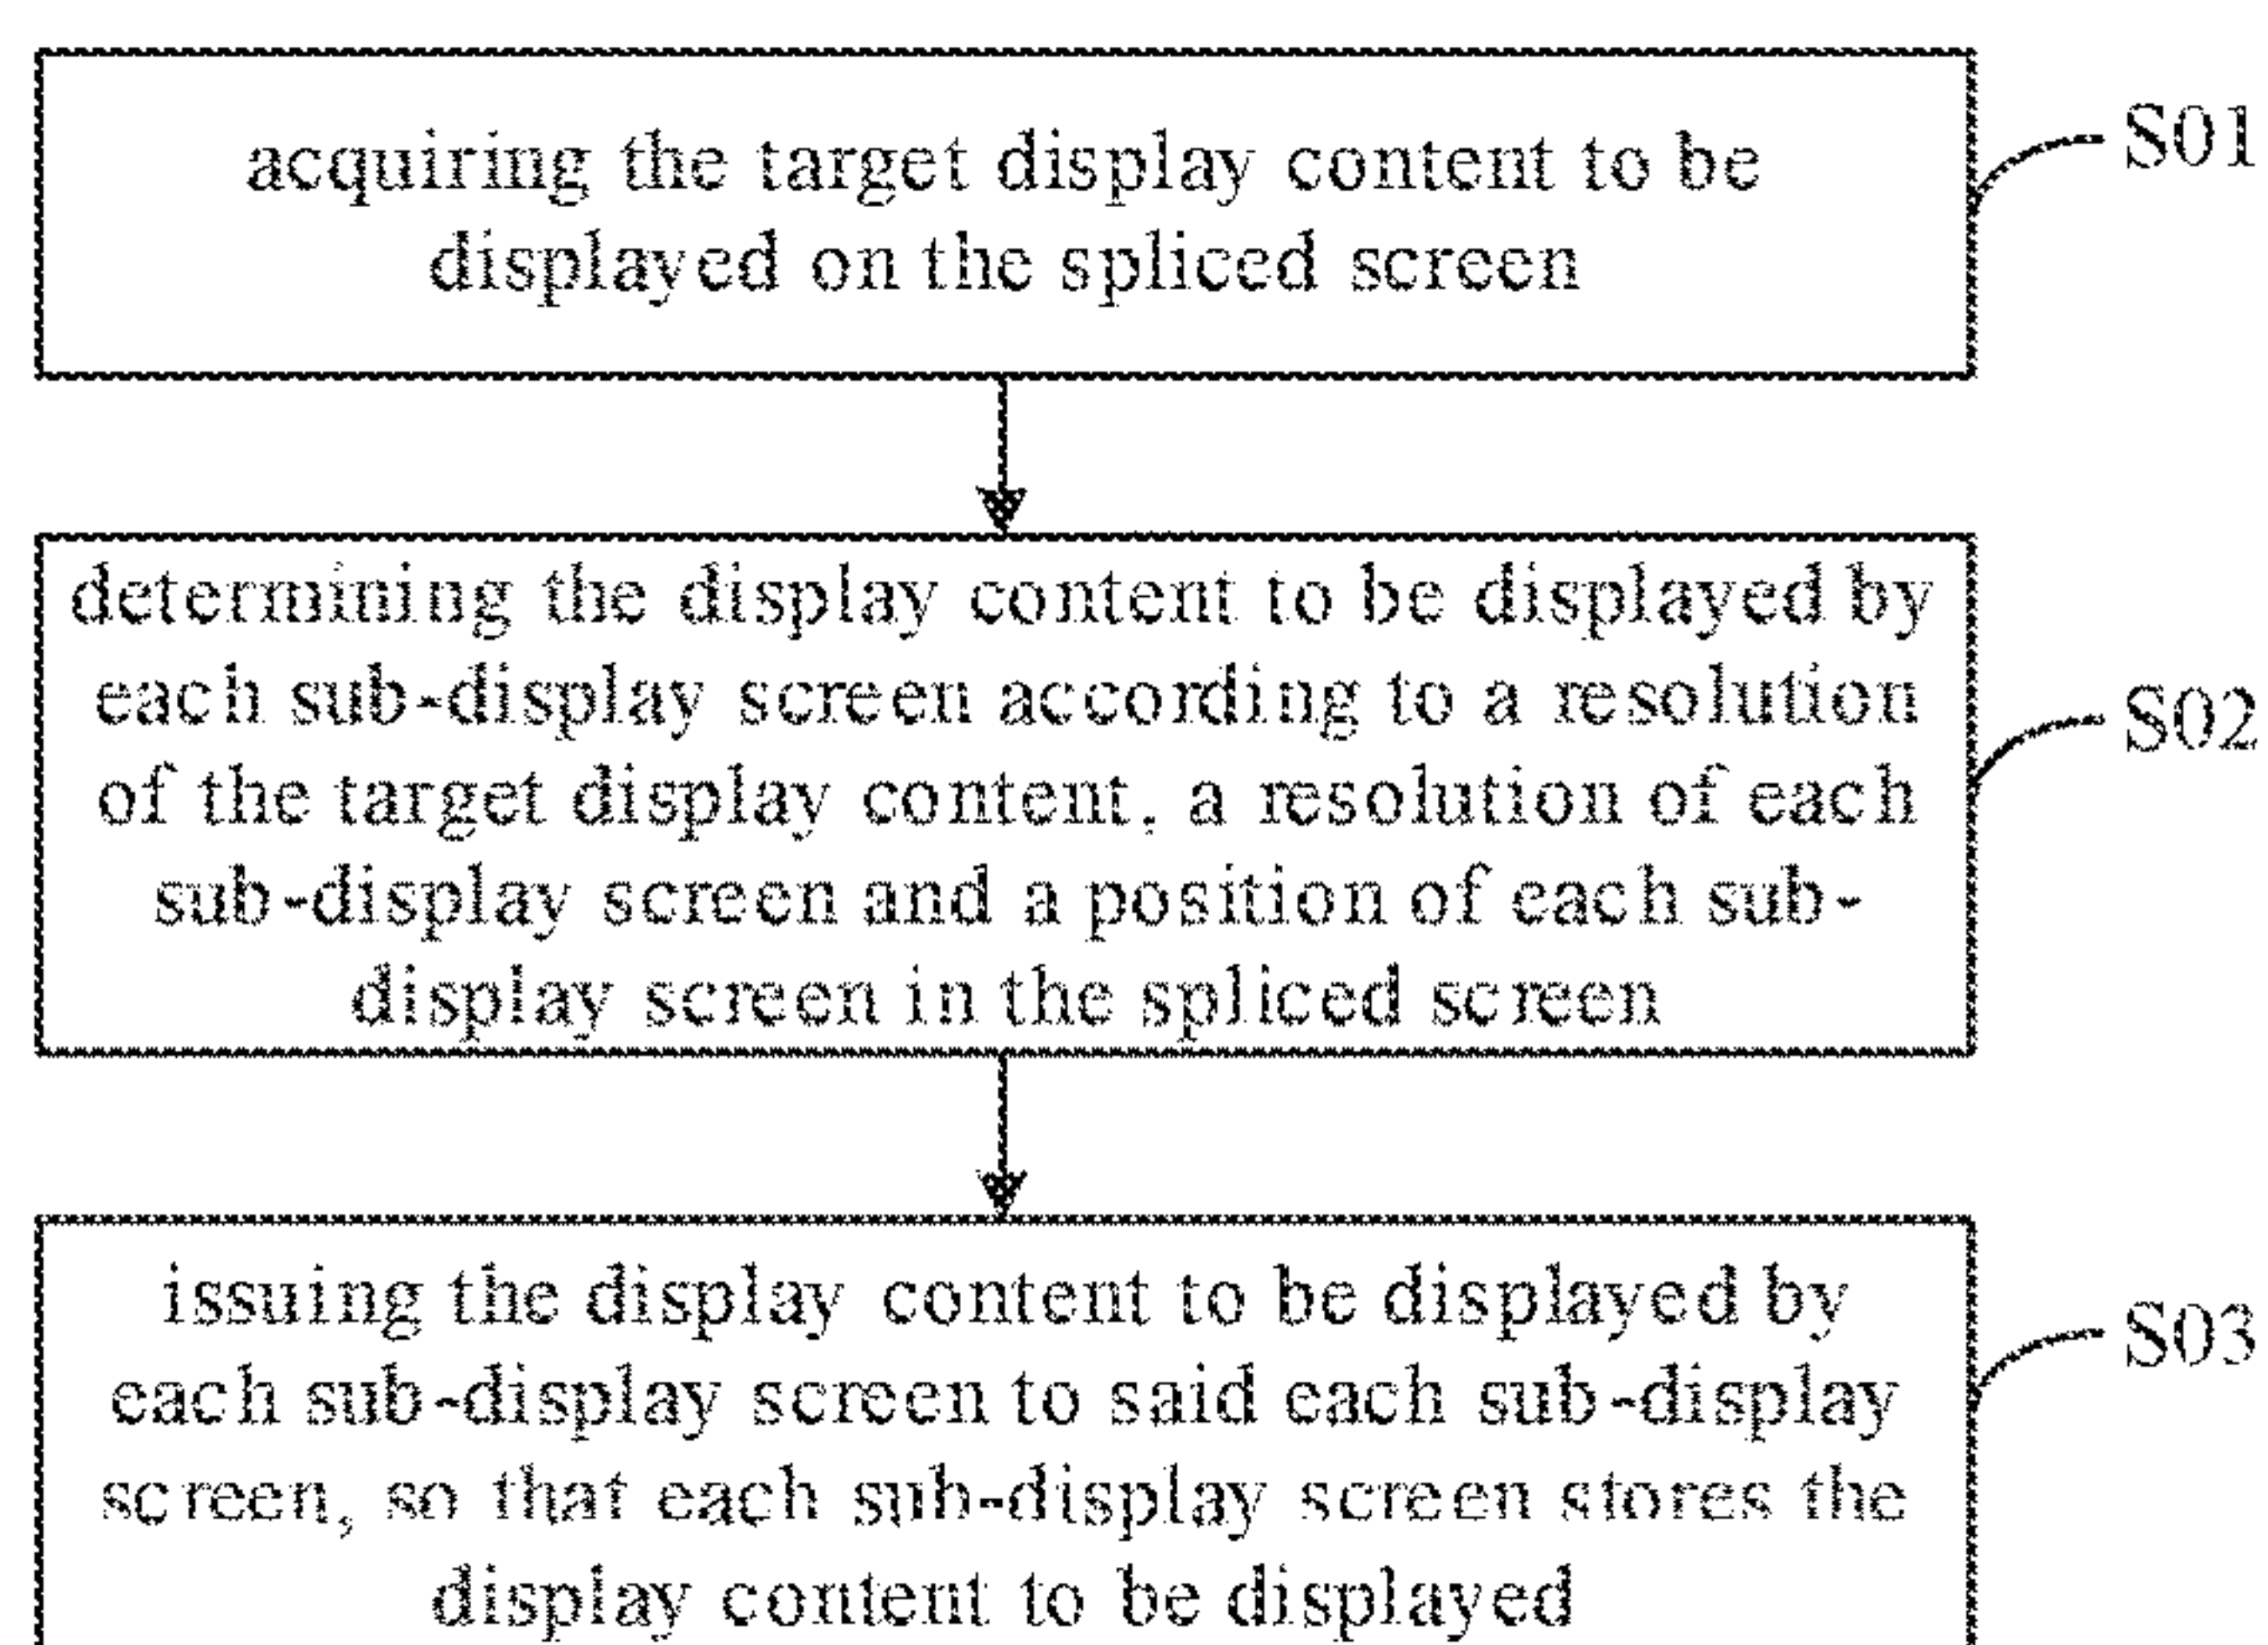 acquiring the target display content to be
displayed on the spliced screen
S01
determining the display content to be displayed by
each sub-display screen according to a resolution
of the target display content, a resolution of each
sub-display screen and a position of each sub-
display screen in the spliced screen
S02
issuing the display content to be displayed by
each sub-display screen to said each sub-display
screen, so that each sub-display screen stores the
display content to be displayed
S03